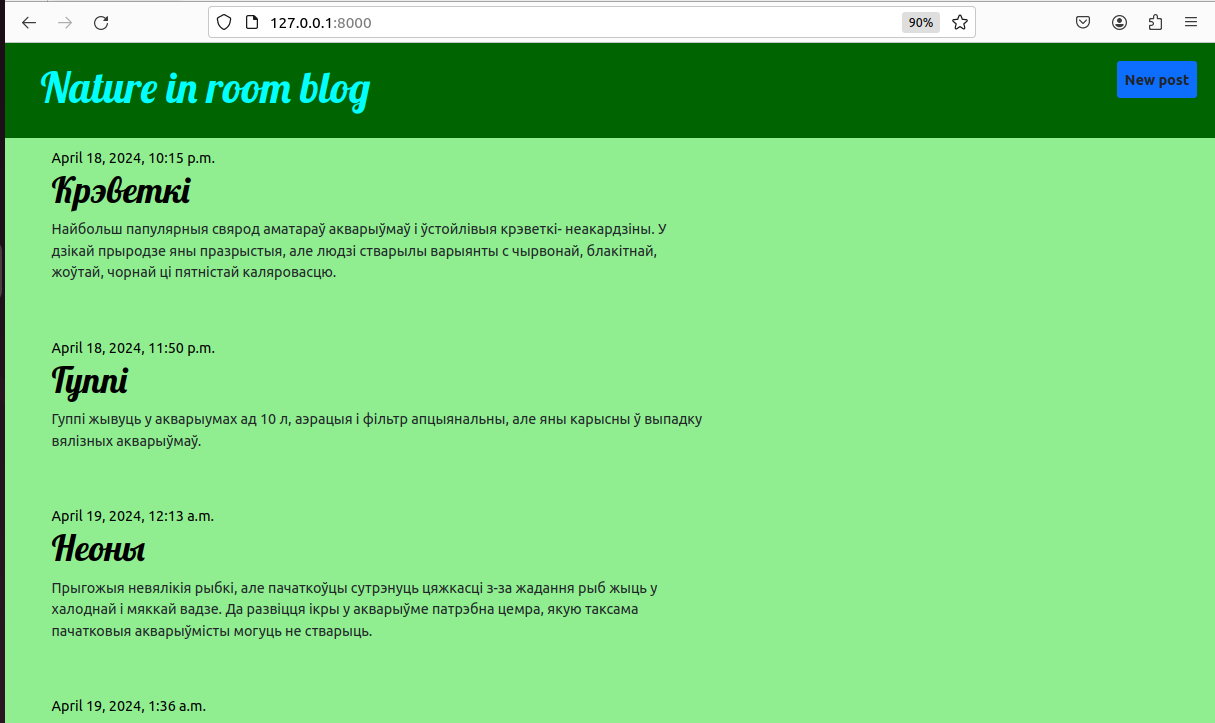 127.0.0.1:8000
90%
Nature in room blog
New post
April 18, 2024, 10:15 p.m.
Крэветкі
Найбольш папулярныя сярод аматараў акварыўмаў і ўстойлівыя крэветкі- неакардзіны. У
дзікай прыродзе яны празрыстыя, але людзі стварылы варыянты с чырвонай, блакітнай,
жоўтай, чорнай ці пятністай каляровасцю.
April 18, 2024, 11:50 p.m.
Гуппі
Гуппі жывуць у акварыумах ад 10 л, аэрацыя і фільтр апцыянальны, але яны карысны ў выпадку
вялізных акварыўмаў.
April 19, 2024, 12:13 a.m.
Неоны
Прыгожыя невялікія рыбкі, але пачаткоўцы сутрэнуць цяжкасці з-за жадання рыб жыць у
халоднай і мяккай вадзе. Да развіцця ікры у акварыўме патрэбна цемра, якую таксама
пачатковыя акварыўмісты могуць не стварыць.
April 19, 2024, 1:36 a.m.